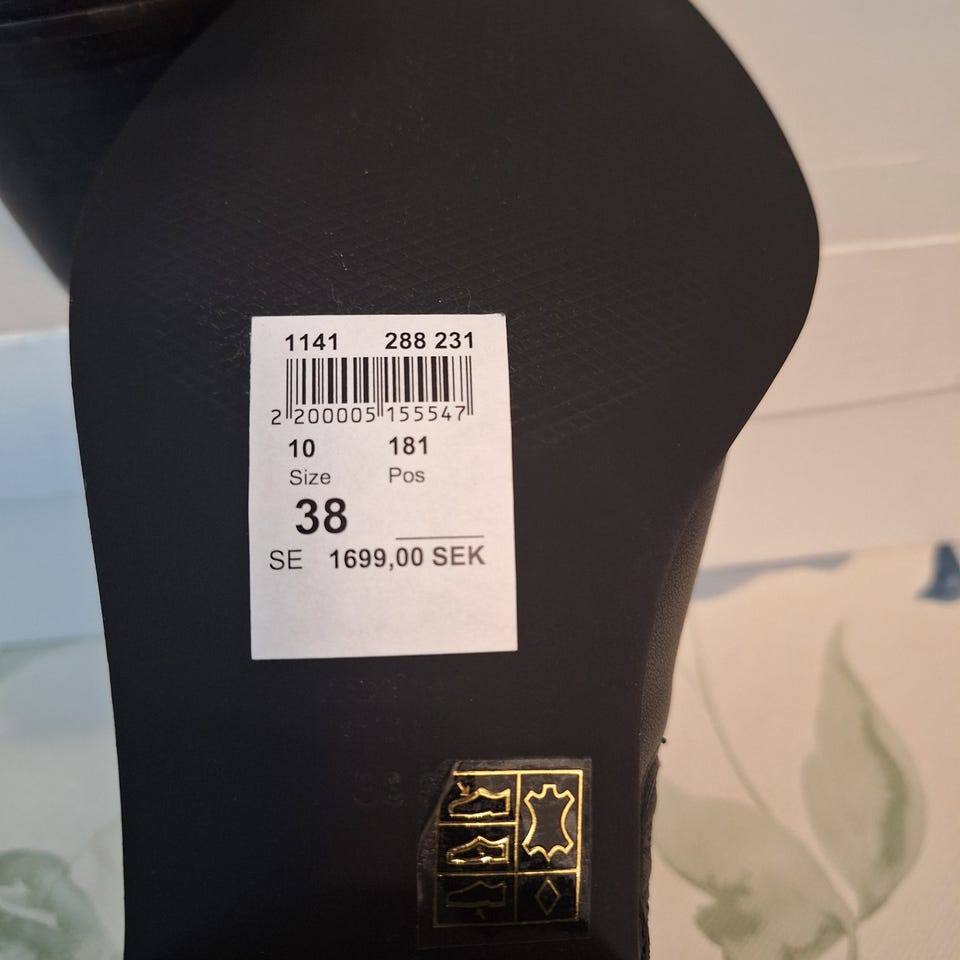 1141 288 231
2 200005 155547
10 181
Size Pos
38
SE 1699,00 SEK